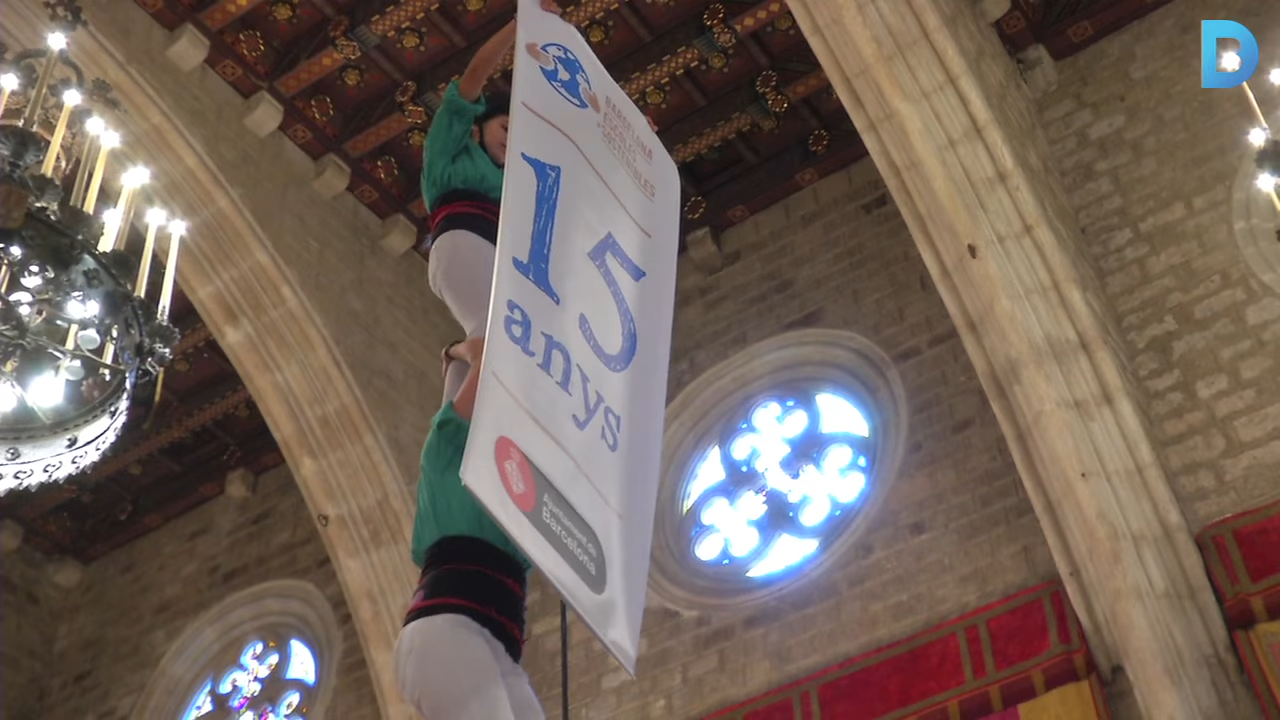 D
BARCELONA
ESCOLES
+SOSTENIBLES
15
anys
Ajuntament de
Barcelona